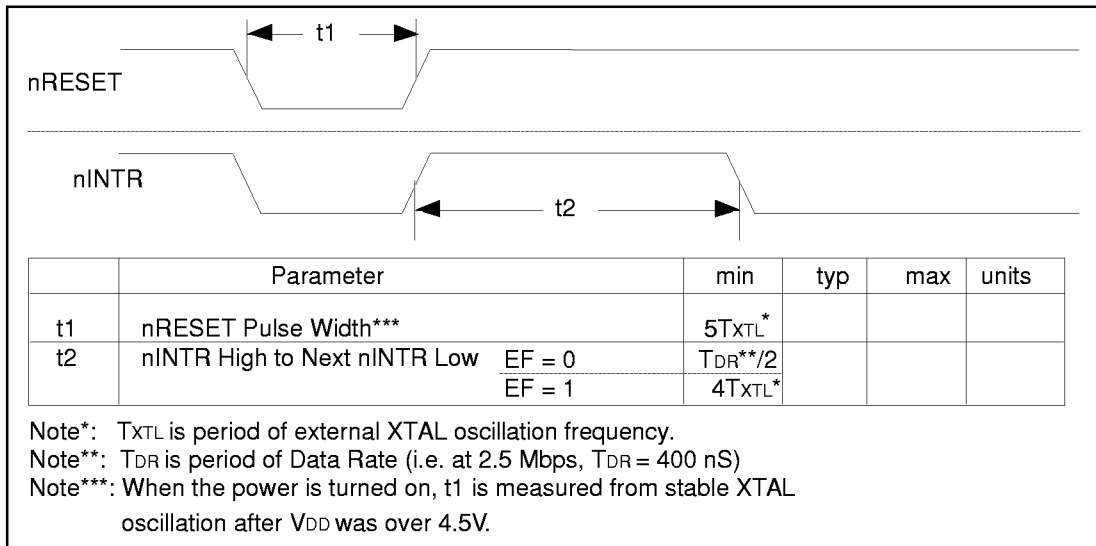 t1
nRESET
nINTR
t2
Parameter min typ max units
t1 nRESET Pulse Width*** 5TXTL*
t2 nINTR High to Next nINTR Low EF = 0 TDR**/2
EF = 1 4TXTL*
Note*: TXTL is period of external XTAL oscillation frequency.
Note**: TDR is period of Data Rate (i.e. at 2.5 Mbps, TDR = 400 nS)
Note***: When the power is turned on, t1 is measured from stable XTAL
oscillation after VDD was over 4.5V.